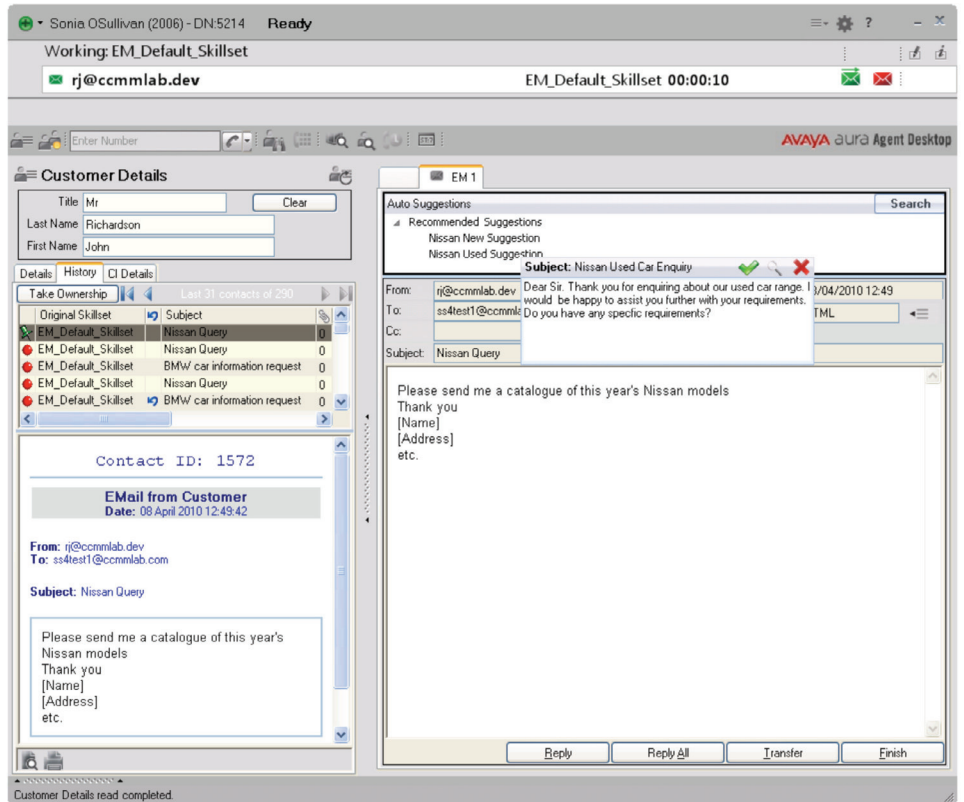 Sonia OSullivan (2006) - DN:5214 Ready ?
Working: EM_Default_Skillset
rj@ccmmlab.dev EM_Default_Skillset 00:00:10
Enter Number
AVAYA aura Agent Desktop
Customer Details
Title Mr Clear
Last Name Richardson
First Name John
Details History CI Details
Take Ownership Last 31 contacts of 290
Original Skillset Subject
EM_Default_Skillset Nissan Query 0
EM_Default_Skillset Nissan Query 0
EM_Default_Skillset BMW car information request 0
EM_Default_Skillset Nissan Query 0
EM_Default_Skillset BMW car information request 0
Contact ID: 1572
EMail from Customer
Date: 08 April 2010 12:49:42
From: rj@ccmmlab.dev
To: ss4test1@ccmmlab.com
Subject: Nissan Query
Please send me a catalogue of this year's
Nissan models
Thank you
[Name]
[Address]
etc.
EM 1
Auto Suggestions Search
Recommended Suggestions
Nissan New Suggestion
Nissan Used Suggestion
Subject: Nissan Used Car Enquiry
Dear Sir. Thank you for enquiring about our used car range. I
would be happy to assist you further with your requirements.
Do you have any specfic requirements?
From: rj@ccmmlab.dev /04/2010 12:49
To: ss4test1@ccmmla TML
Cc:
Subject: Nissan Query
Please send me a catalogue of this year's Nissan models
Thank you
[Name]
[Address]
etc.
Reply Reply All Transfer Finish
Customer Details read completed.